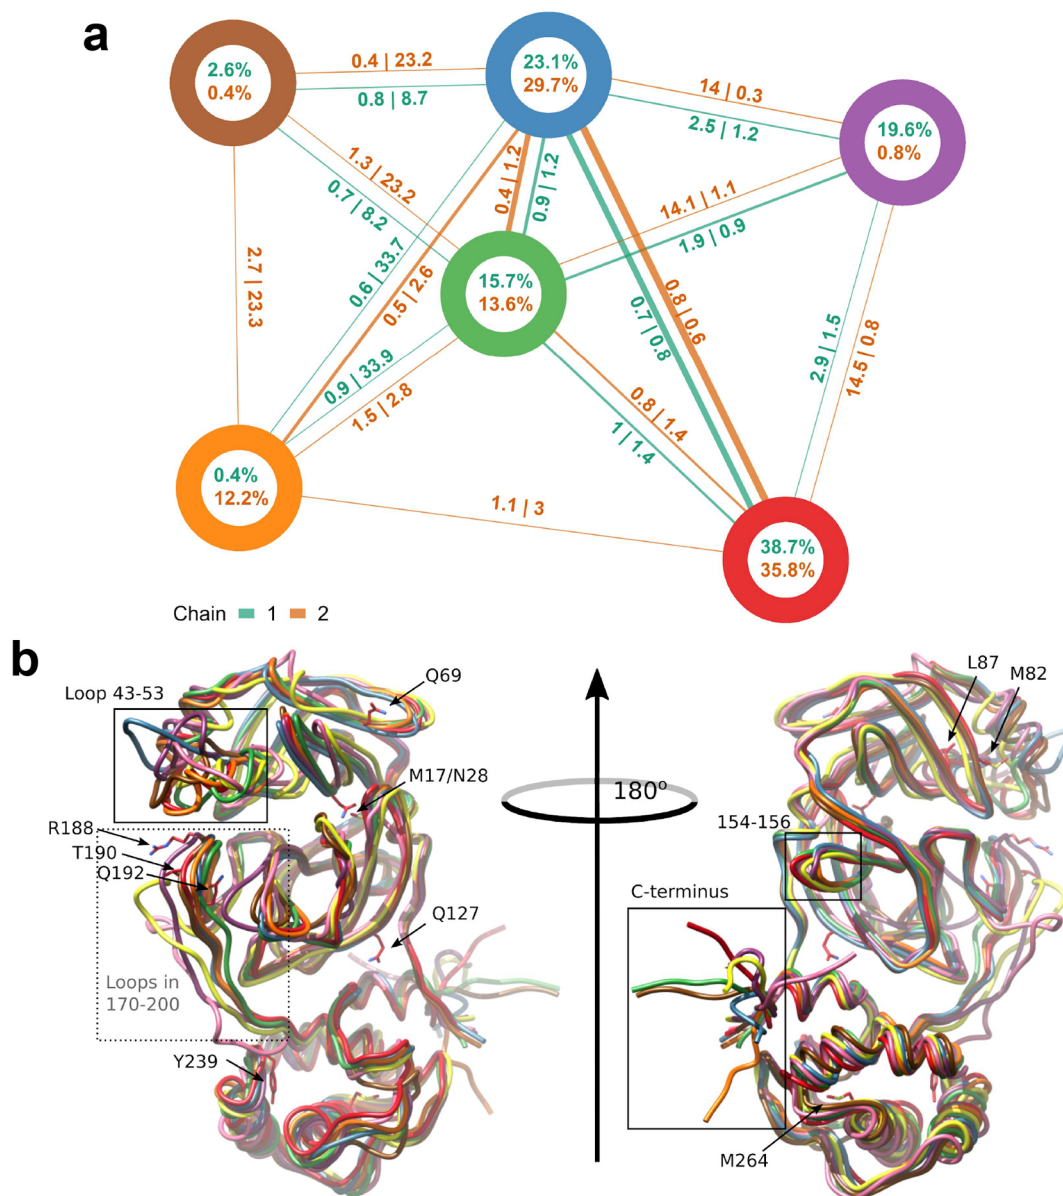 a
2.6%
0.4%
23.1%
29.7%
19.6%
0.8%
15.7%
13.6%
0.4%
12.2%
38.7%
35.8%
0.4 | 23.2
0.8 | 8.7
14 | 0.3
2.5 | 1.2
1.3 | 23.2
0.7 | 8.2
0.4 | 1.2
0.9 | 1.2
14.1 | 1.1
1.9 | 0.9
2.7 | 23.3
0.6 | 33.7
0.5 | 2.6
0.8 | 0.6
0.7 | 0.8
0.9 | 33.9
1.5 | 2.8
0.8 | 1.4
1 | 1.4
2.9 | 1.5
14.5 | 0.8
1.1 | 3
Chain 1 2
b
Loop 43-53
Q69
M17/N28
R188
T190
Q192
Q127
Loops in
170-200
Y239
180o
L87
M82
154-156
C-terminus
M264